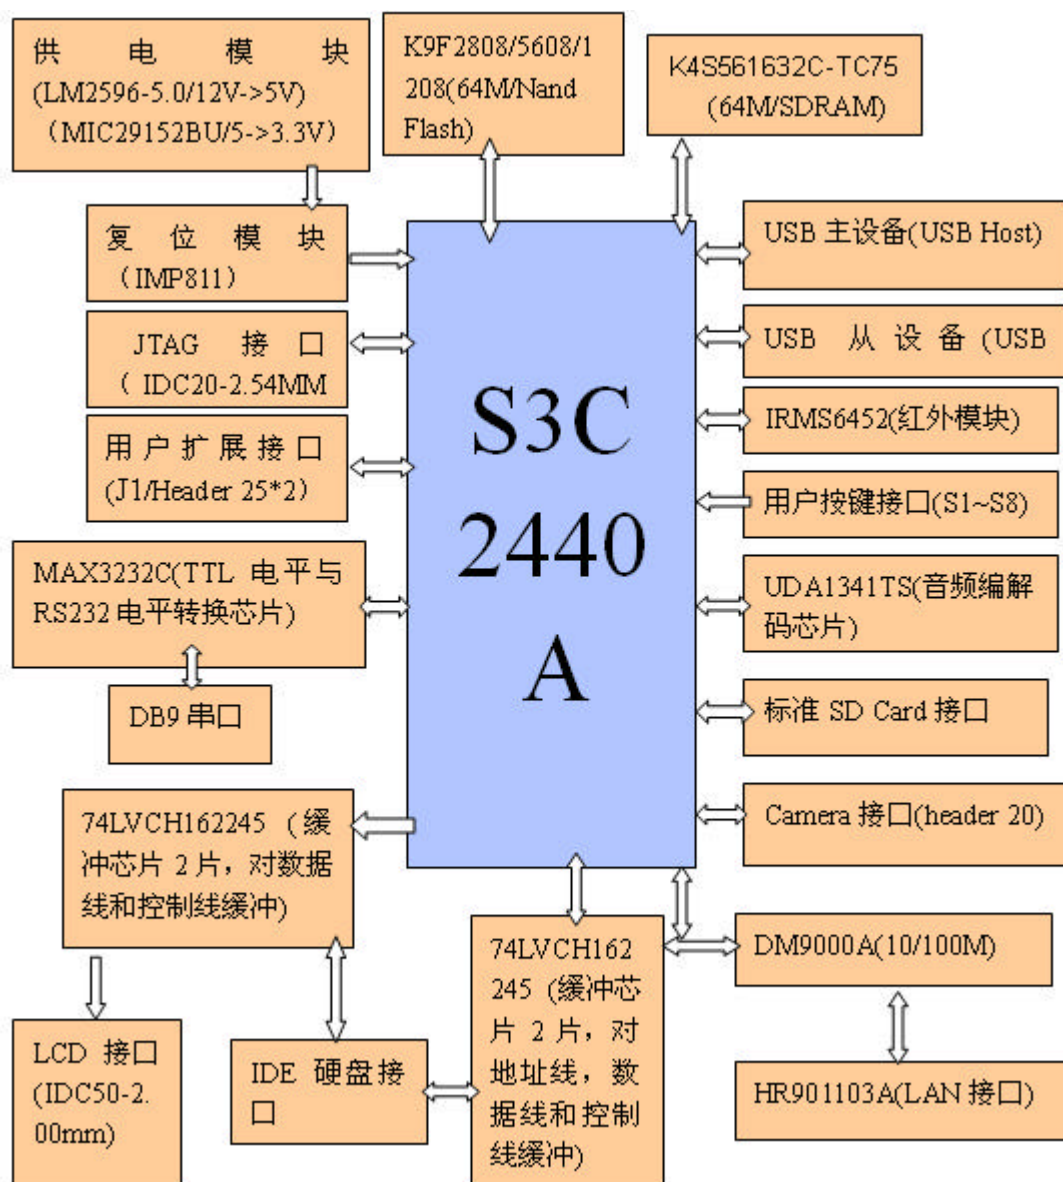 供电模块
(LM2596-5.0/12V->5V)
（MIC29152BU/5->3.3V）
K9F2808/5608/1
208(64M/Nand
Flash)
K4S561632C-TC75
(64M/SDRAM)
复位模块
（IMP811）
JTAG 接口
（IDC20-2.54MM
用户扩展接口
(J1/Header 25*2）
MAX3232C(TTL 电平与
RS232 电平转换芯片)
DB9 串口
S3C
2440
A
USB 主设备(USB Host)
USB 从设备(USB
IRMS6452(红外模块)
用户按键接口(S1~S8)
UDA1341TS(音频编解
码芯片)
标准 SD Card 接口
Camera 接口(header 20)
74LVCH162245 (缓
冲芯片 2 片，对数据
线和控制线缓冲)
LCD 接口
(IDC50-2.
00mm)
IDE 硬盘接
口
74LVCH162
245 (缓冲芯
片 2 片，对
地址线，数
据线和控制
线缓冲)
DM9000A(10/100M)
HR901103A(LAN 接口)